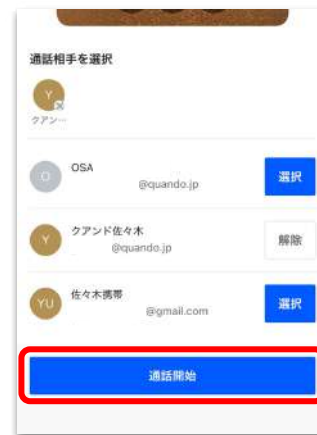 通話相手を選択
Y
クアン…
O
OSA
@quando.jp
選択
Y
クアンド佐々木
@quando.jp
解除
YU
佐々木携帯
@gmail.com
選択
通話開始